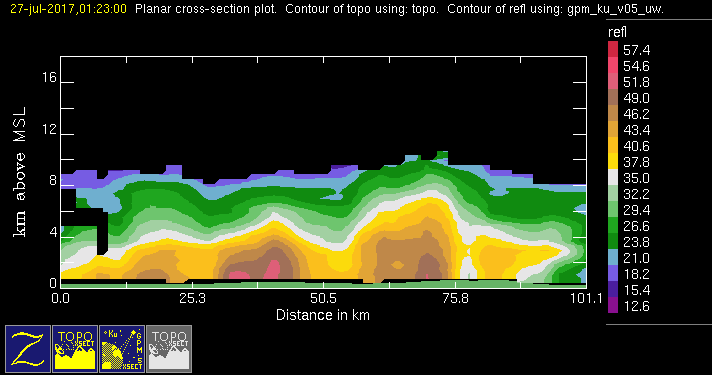 27-jul-2017,01:23:00 Planar cross-section plot. Contour of topo using: topo. Contour of refl using: gpm_ku_v05_uw.
refl
57.4
54.6
51.8
49.0
46.2
43.4
40.6
37.8
35.0
32.2
29.4
26.6
23.8
21.0
18.2
15.4
12.6
km above MSL
16
12
8
4
0
0.0 25.3 50.5 75.8 101.1
Distance in km
Z
TOPO
XSECT
"Ku"
GPM'S
XSECT
TOPO
XSECT